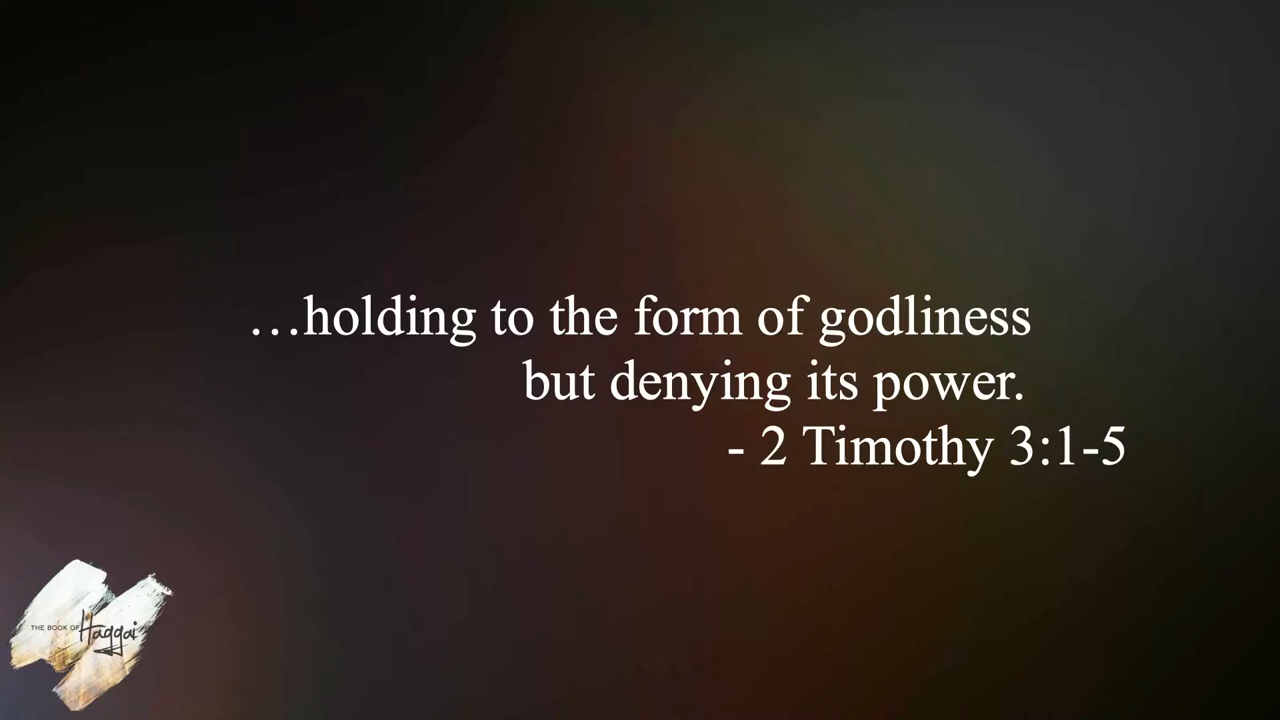 …holding to the form of godliness
but denying its power.
- 2 Timothy 3:1-5
THE BOOK OF Haggai